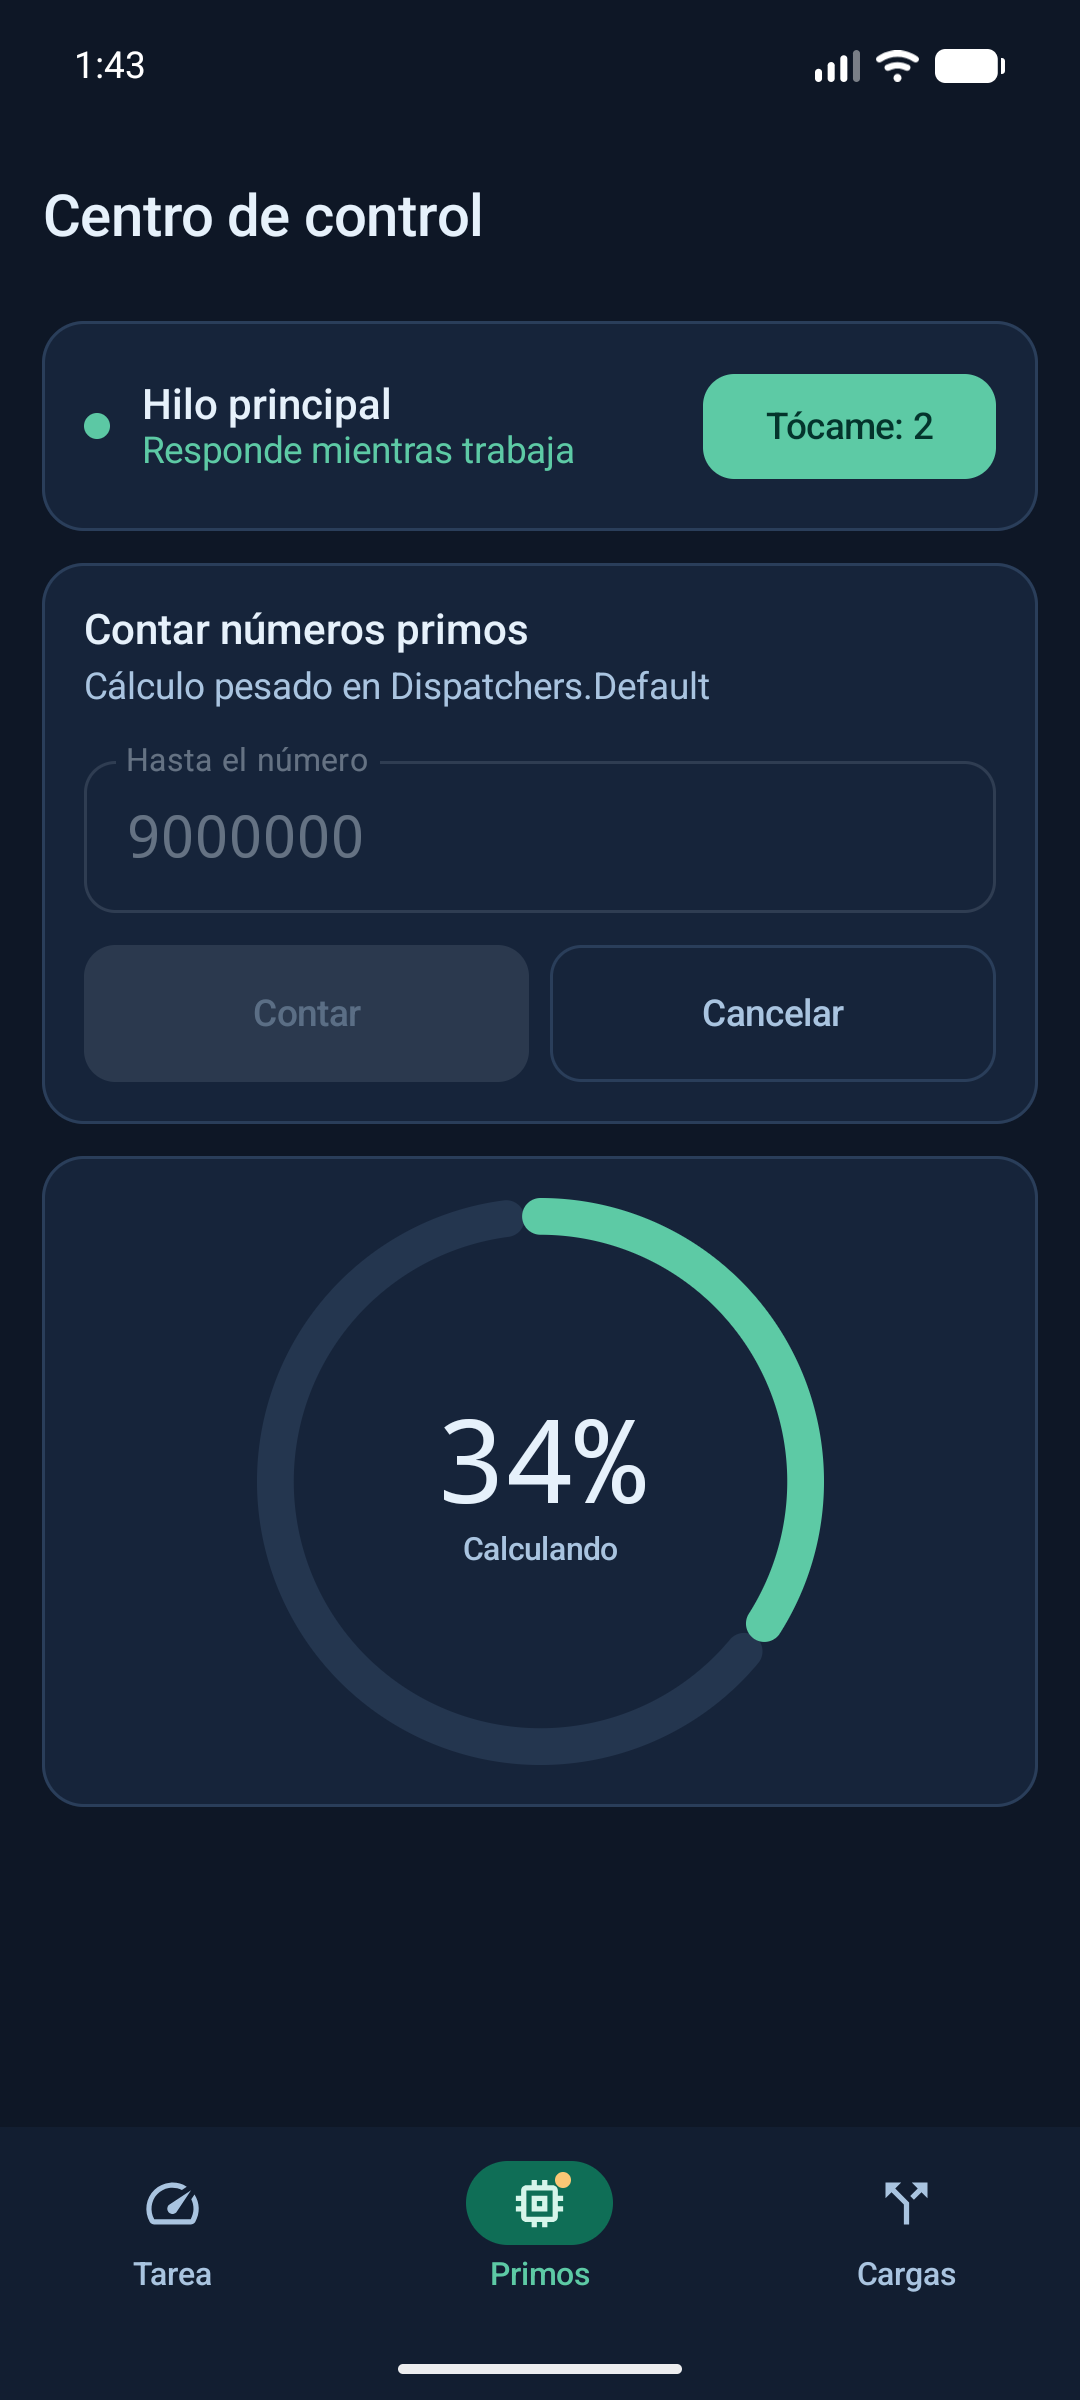 1:43
Centro de control
Hilo principal
Responde mientras trabaja
Tócame: 2
Contar números primos
Cálculo pesado en Dispatchers.Default
Hasta el número
9000000
Contar
Cancelar
34%
Calculando
Tarea
Primos
Cargas